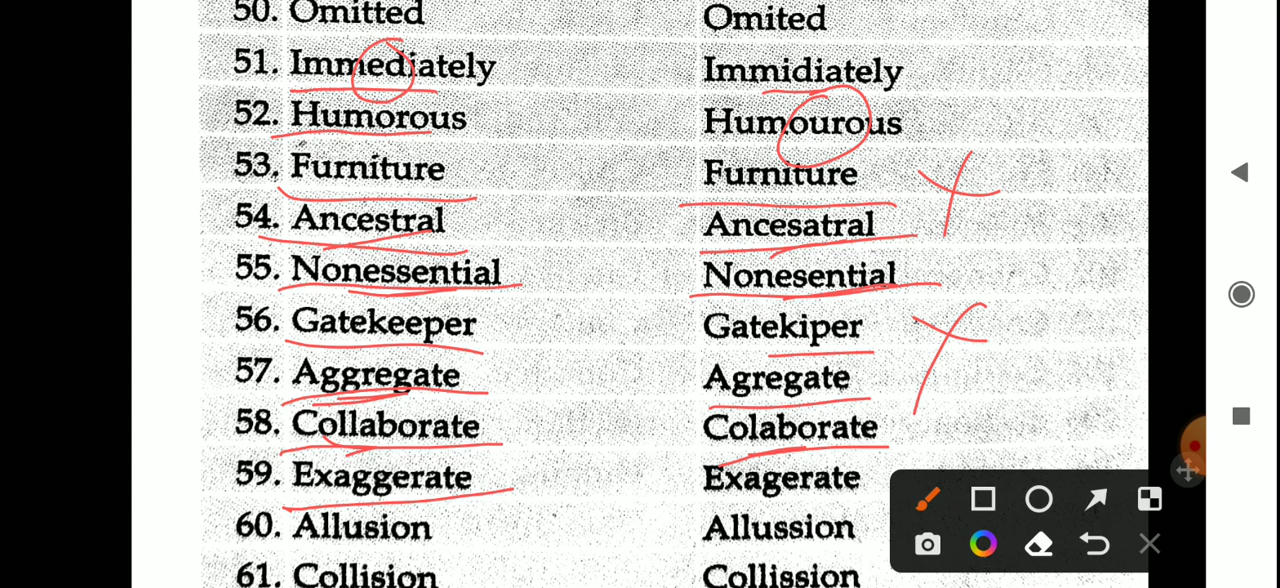 50. Omitted Omited
51. Immediately Immidiately
52. Humorous Humourous
53. Furniture Furniture
54. Ancestral Ancesatral
55. Nonessential Nonesential
56. Gatekeeper Gatekiper
57. Aggregate Agregate
58. Collaborate Colaborate
59. Exaggerate Exagerate
60. Allusion Allussion
61. Collision Collission